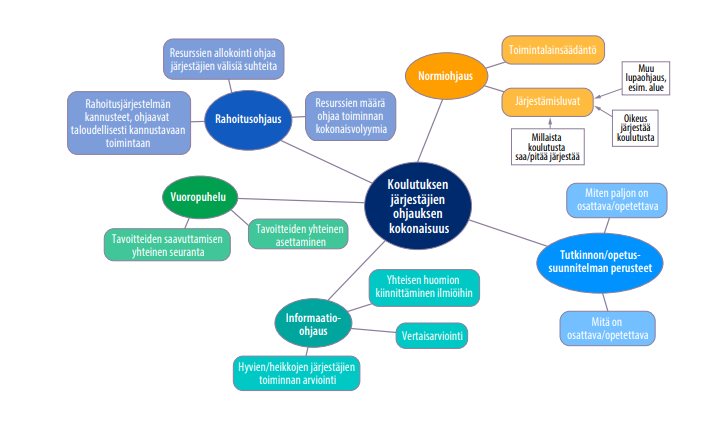 Resurssien allokointi ohjaa
järjestäjien välisiä suhteita
Rahoitusjärjestelmän
kannusteet, ohjaavat
taloudellisesti kannustavaan
toimintaan
Rahoitusohjaus
Resurssien määrä
ohjaa toiminnan
kokonaisvolyymia
Normiohjaus
Toimintalainsäädäntö
Järjestämisluvat
Muu
lupaohjaus,
esim. alue
Oikeus
järjestää
koulutusta
Millaista
koulutusta
saa/pitää järjestää
Koulutuksen
järjestäjien
ohjauksen
kokonaisuus
Vuoropuhelu
Tavoitteiden saavuttamisen
yhteinen seuranta
Tavoitteiden yhteinen
asettaminen
Miten paljon on
osattava/opetettava
Tutkinnon/opetus-
suunnitelman perusteet
Mitä on
osattava/opetettava
Informaatio-
ohjaus
Yhteisen huomion
kiinnittäminen ilmiöihin
Vertaisarviointi
Hyvien/heikkojen järjestäjien
toiminnan arviointi